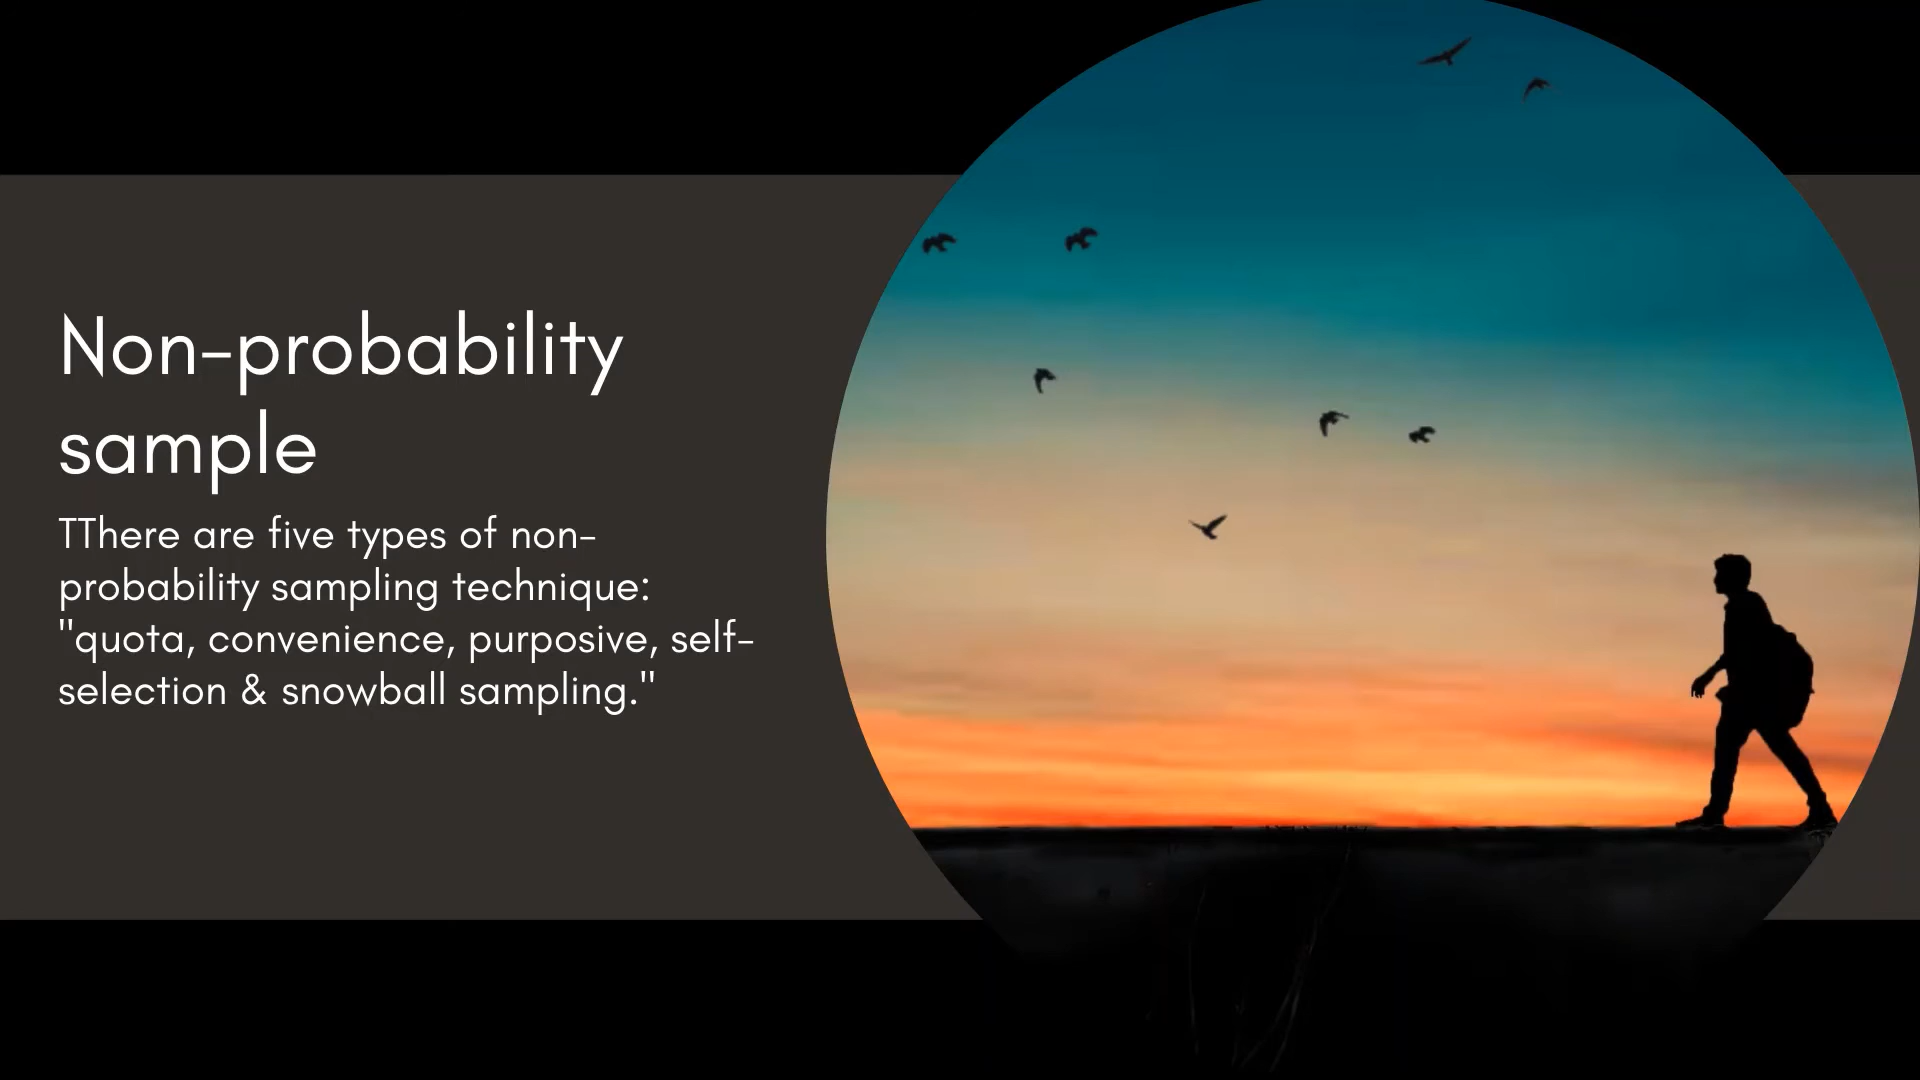 Non-probability
sample
TThere are five types of non-
probability sampling technique:
"quota, convenience, purposive, self-
selection & snowball sampling."